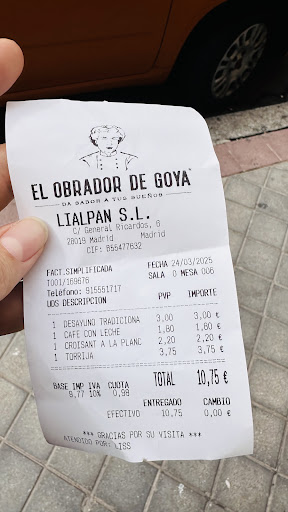 EL OBRADOR DE GOYA
DA SABOR A TUS SUEÑOS
LIALPAN S.L.
C/ General Ricardos, 6
28019 Madrid Madrid
CIF: B55477632
FACT.SIMPLIFICADA FECHA 24/03/2025
T001/169676 SALA 0 MESA 006
Teléfono: 915551717
UDS DESCRIPCION PVP IMPORTE
1 DESAYUNO TRADICIONA 3,00 3,00 €
1 CAFE CON LECHE 1,80 1,80 €
1 CROISANT A LA PLANC 2,20 2,20 €
1 TORRIJA 3,75 3,75 €
BASE IMP IVA CUOTA TOTAL 10,75 €
9,77 10% 0,98
ENTREGADO CAMBIO
EFECTIVO 10,75 0,00 €
*** GRACIAS POR SU VISITA ***
ATENDIDO POR: LISS